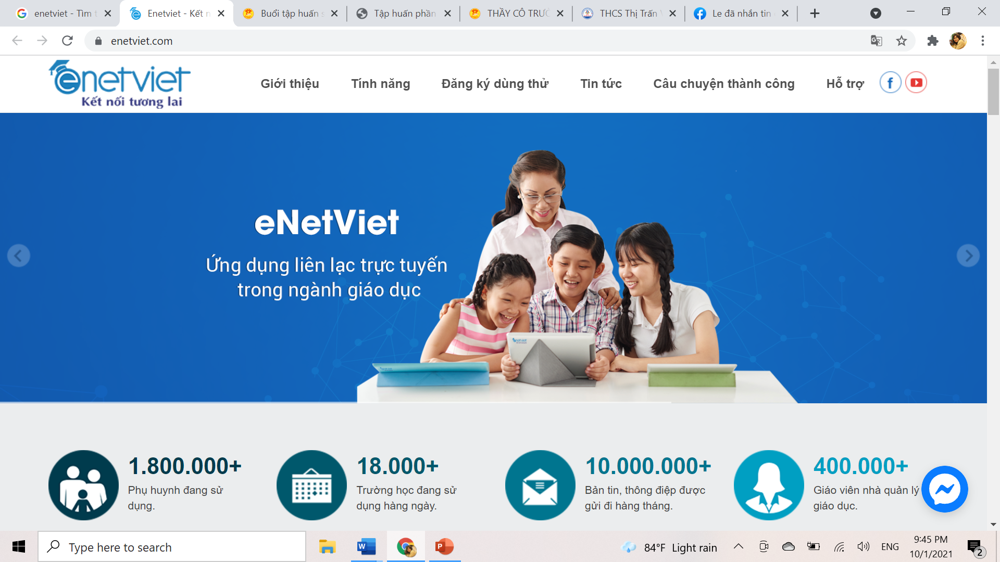 enetviet - Tìm t
Enetviet - Kết n
Buổi tập huấn s
Tập huấn phần
THẦY CÔ TRƯỜ
THCS Thị Trấn
Le đã nhắn tin
enetviet.com
enetviet
Kết nối tương lai
Giới thiệu
Tính năng
Đăng ký dùng thử
Tin tức
Câu chuyện thành công
Hỗ trợ
eNetViet
Ứng dụng liên lạc trực tuyến
trong ngành giáo dục
enetviet
1.800.000+
Phụ huynh đang sử
dụng.
18.000+
Trường học đang sử
dụng hàng ngày.
10.000.000+
Bản tin, thông điệp được
gửi đi hàng tháng.
400.000+
Giáo viên nhà quản lý
giáo dục.
Type here to search
84°F Light rain
ENG
9:45 PM
10/1/2021
2